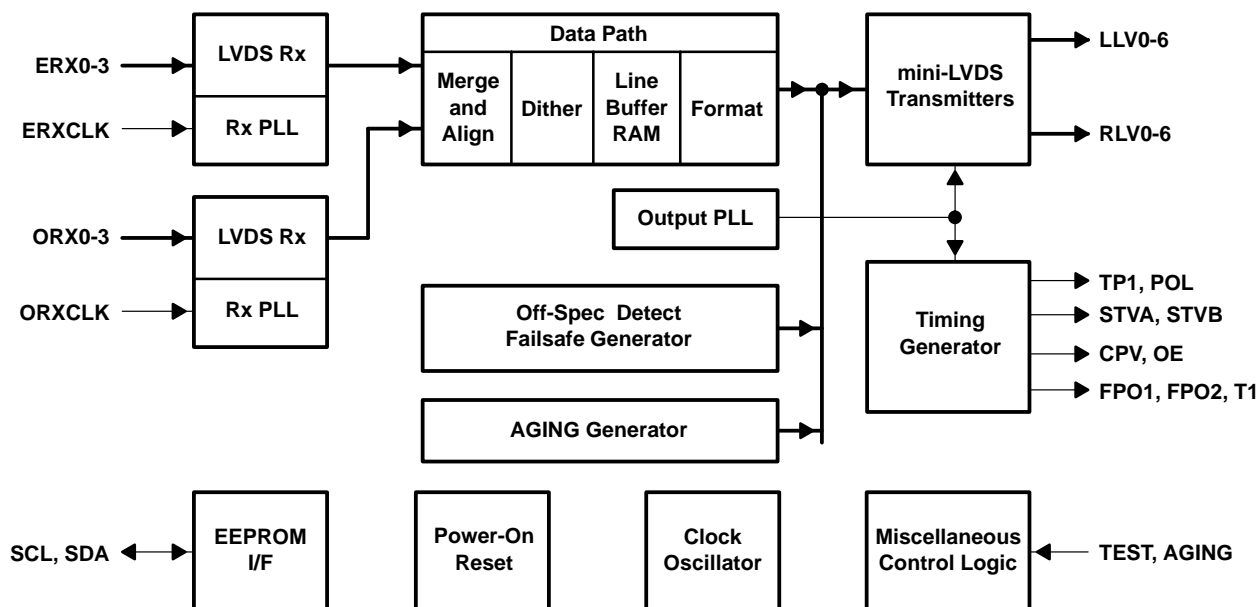 ERX0-3
ERXCLK
LVDS Rx
Rx PLL
ORX0-3
ORXCLK
LVDS Rx
Rx PLL
Data Path
Merge
and
Align
Dither
Line
Buffer
RAM
Format
mini-LVDS
Transmitters
LLV0-6
RLV0-6
Output PLL
Off-Spec Detect
Failsafe Generator
AGING Generator
Timing
Generator
TP1, POL
STVA, STVB
CPV, OE
FPO1, FPO2, T1
SCL, SDA
EEPROM
I/F
Power-On
Reset
Clock
Oscillator
Miscellaneous
Control Logic
TEST, AGING